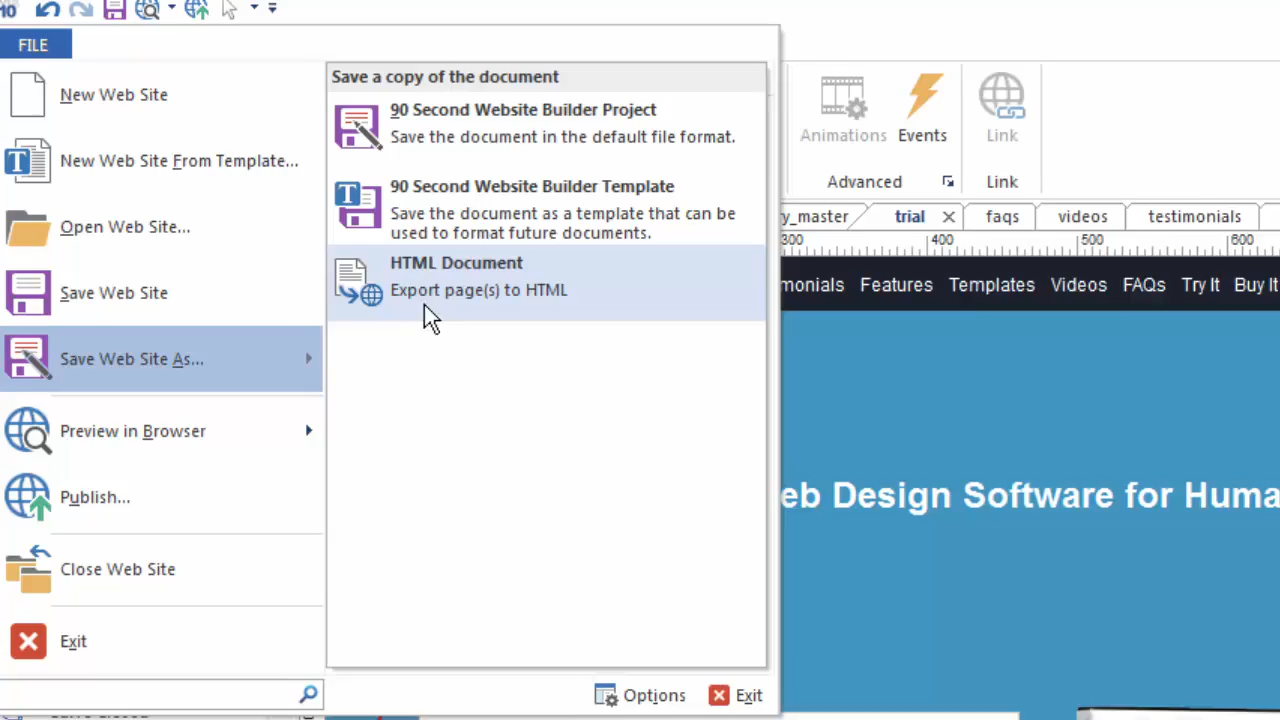 10
FILE
New Web Site
New Web Site From Template...
Open Web Site...
Save Web Site
Save Web Site As...
Preview in Browser
Publish...
Close Web Site
Exit
Save a copy of the document
90 Second Website Builder Project
Save the document in the default file format.
90 Second Website Builder Template
Save the document as a template that can be
used to format future documents.
HTML Document
Export page(s) to HTML
Options
Exit
Animations
Events
Link
Advanced
Link
y_master
trial
faqs
videos
testimonials
300 400 500 600
monials Features Templates Videos FAQs Try It Buy It
eb Design Software for Huma